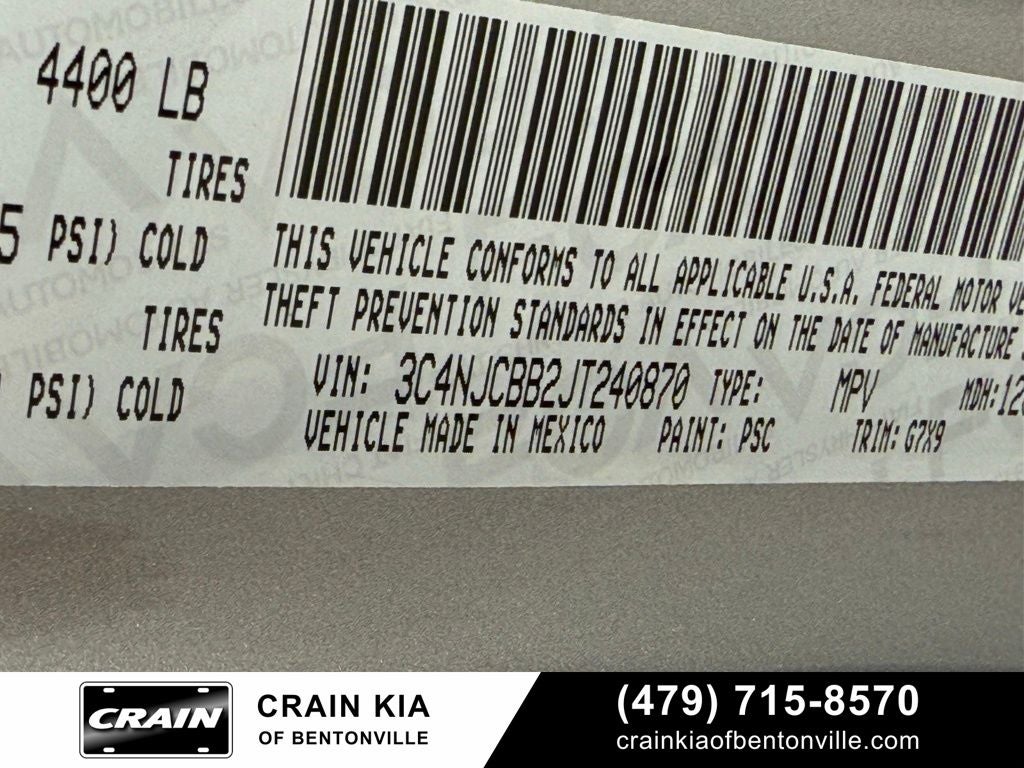 4400 LB
TIRES
5 PSI) COLD
TIRES
PSI) COLD
THIS VEHICLE CONFORMS TO ALL APPLICABLE U.S.A. FEDERAL MOTOR VE
THEFT PREVENTION STANDARDS IN EFFECT ON THE DATE OF MANUFACTURE
VIN: 3C4NJCBB2JT240870 TYPE: MPV MDH:12
VEHICLE MADE IN MEXICO PAINT: PSC TRIM: G7X9
CRAIN
CRAIN KIA
OF BENTONVILLE
(479) 715-8570
crainkiaofbentonville.com